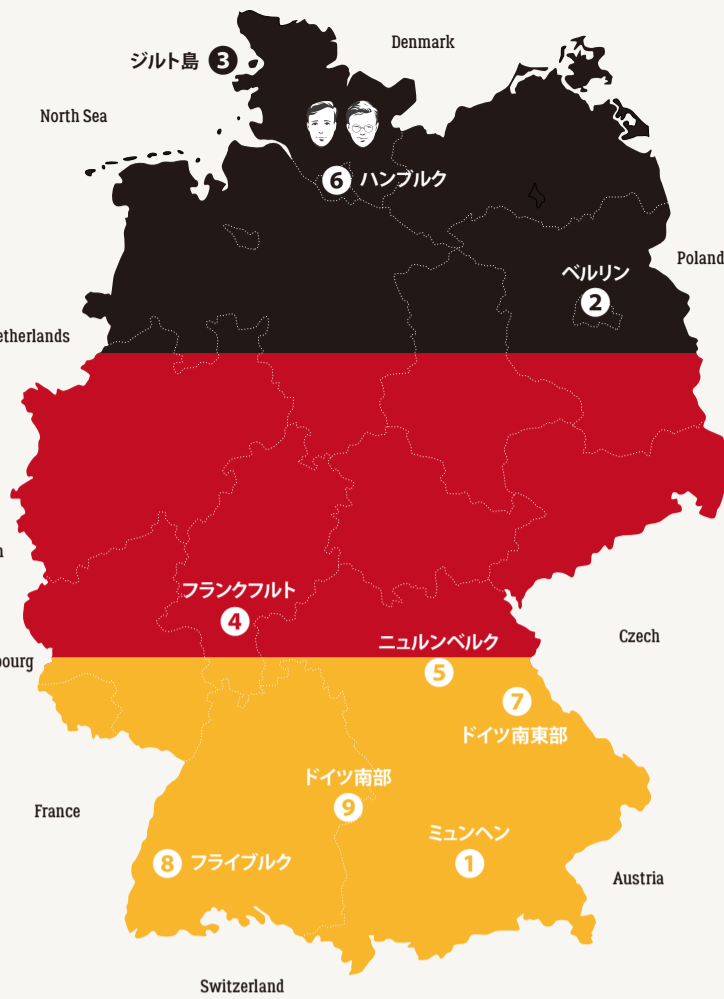 Denmark
ジルト島 3
North Sea
6 ハンブルク
Poland
ベルリン
2
etherlands
フランクフルト
4
Czech
ニュルンベルク
5
bourg
7
ドイツ南東部
ドイツ南部
9
France
ミュンヘン
1
8 フライブルク
Austria
Switzerland